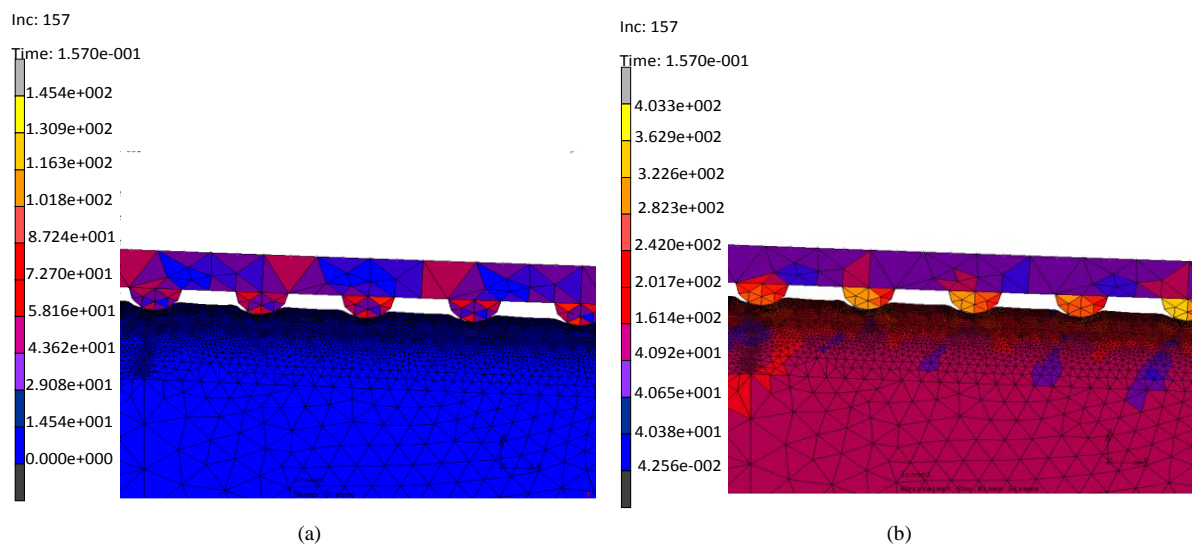 Inc: 157
Time: 1.570e-001
1.454e+002
1.309e+002
1.163e+002
1.018e+002
8.724e+001
7.270e+001
5.816e+001
4.362e+001
2.908e+001
1.454e+001
0.000e+000
(a)
Inc: 157
Time: 1.570e-001
4.033e+002
3.629e+002
3.226e+002
2.823e+002
2.420e+002
2.017e+002
1.614e+002
4.092e+001
4.065e+001
4.038e+001
4.256e-002
Equivalent Von Mises Stress
(b)